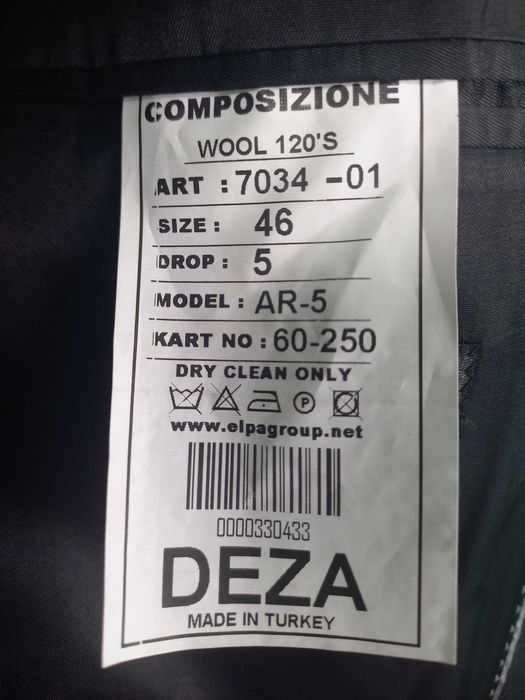 COMPOSIZIONE
WOOL 120'S
ART : 7034 -01
SIZE : 46
DROP : 5
MODEL : AR-5
KART NO : 60-250
DRY CLEAN ONLY
P
www.elpagroup.net
0000330433
DEZA
MADE IN TURKEY